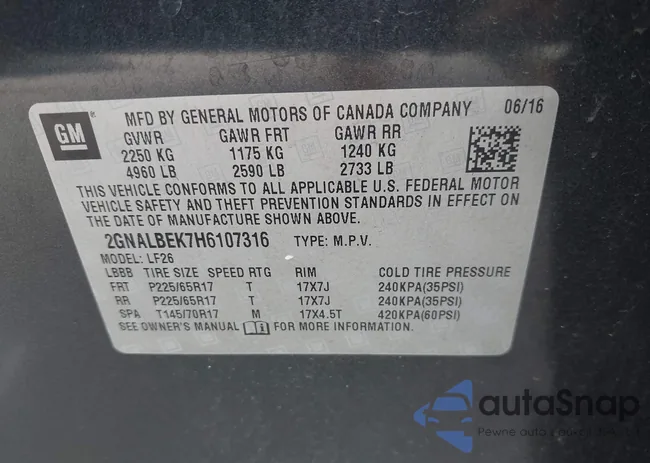 GM
MFD BY GENERAL MOTORS OF CANADA COMPANY 06/16
GVWR GAWR FRT GAWR RR
2250 KG 1175 KG 1240 KG
4960 LB 2590 LB 2733 LB
THIS VEHICLE CONFORMS TO ALL APPLICABLE U.S. FEDERAL MOTOR
VEHICLE SAFETY AND THEFT PREVENTION STANDARDS IN EFFECT ON
THE DATE OF MANUFACTURE SHOWN ABOVE.
2GNALBEK7H6107316 TYPE: M.P.V.
MODEL: LF26
LBBB TIRE SIZE SPEED RTG RIM COLD TIRE PRESSURE
FRT P225/65R17 T 17X7J 240KPA(35PSI)
RR P225/65R17 T 17X7J 240KPA(35PSI)
SPA T145/70R17 M 17X4.5T 420KPA(60PSI)
SEE OWNER'S MANUAL FOR MORE INFORMATION.
autoSnap
Pewne auto z